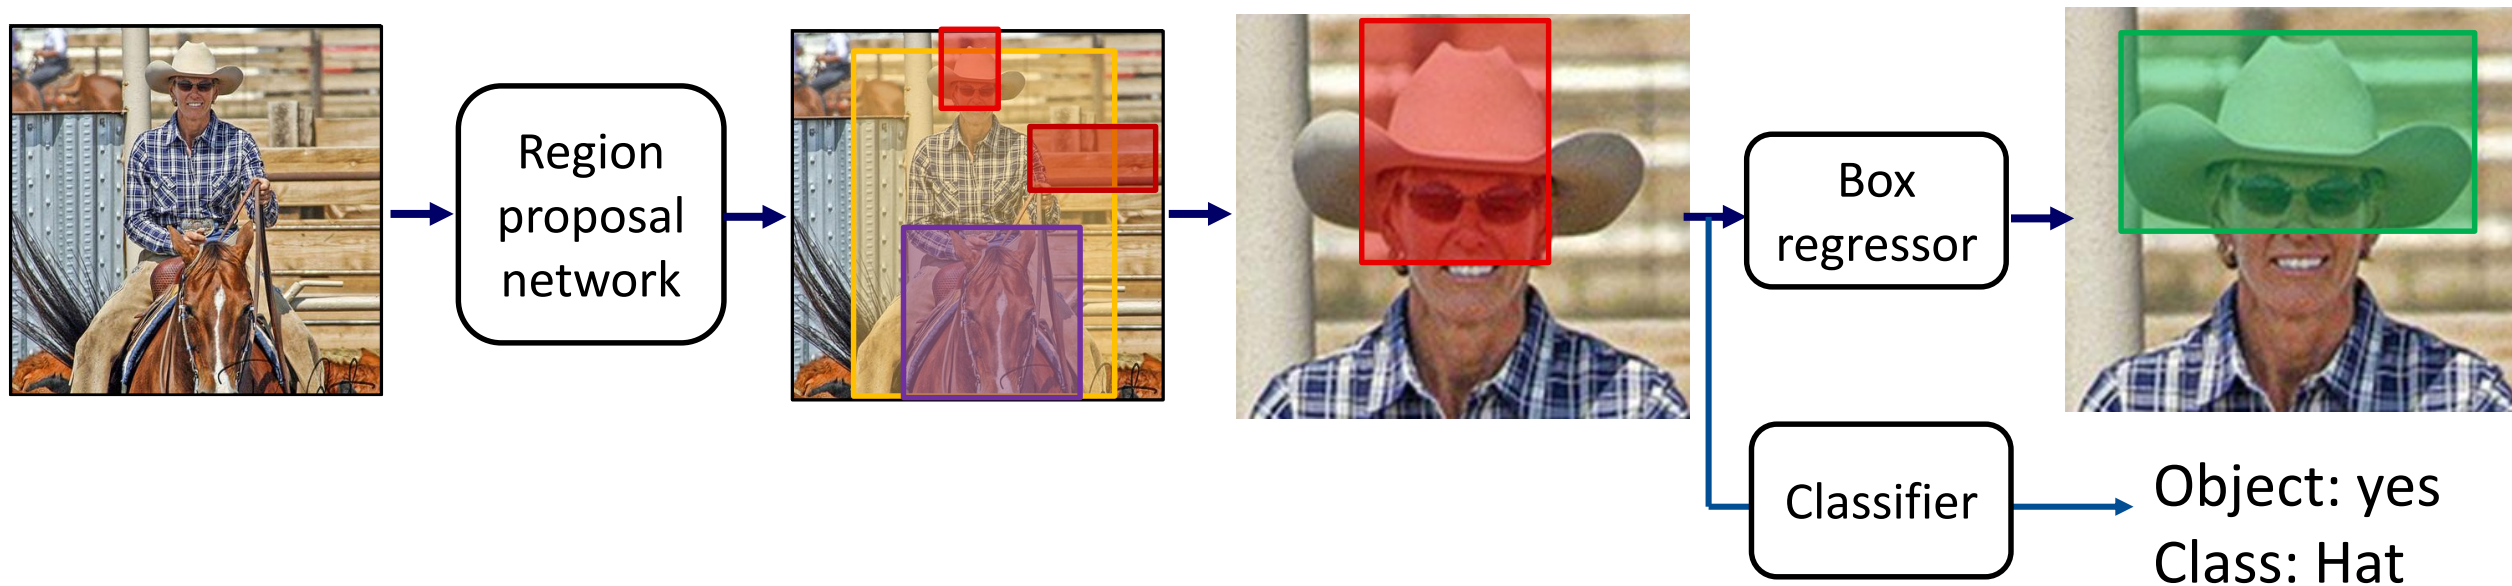 Region
proposal
network
Box
regressor
Classifier
Object: yes
Class: Hat